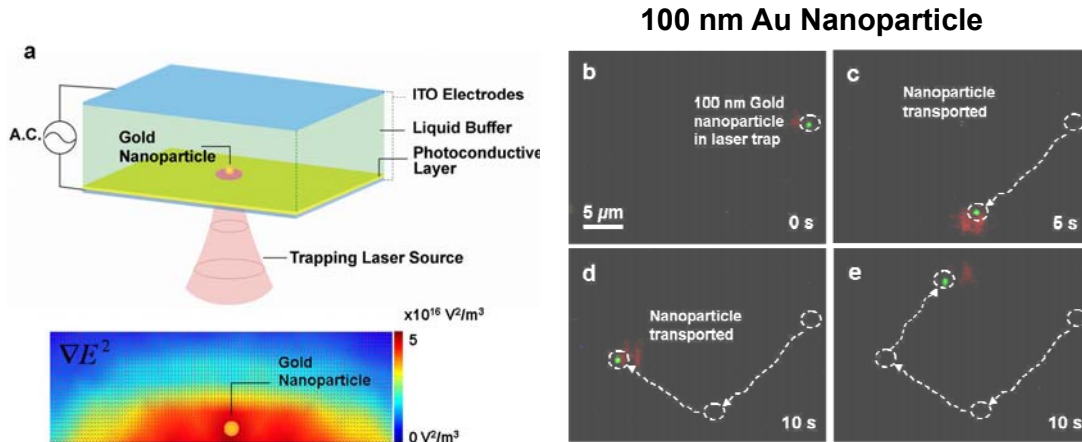 100 nm Au Nanoparticle
a
ITO Electrodes
A.C.
Liquid Buffer
Gold
Nanoparticle
Photoconductive
Layer
Trapping Laser Source
x10¹⁶ V²/m³
5
∇E²
Gold
Nanoparticle
0 V²/m³
b
100 nm Gold
nanoparticle
in laser trap
5 µm
0 s
c
Nanoparticle
transported
5 s
d
Nanoparticle
transported
10 s
e
10 s